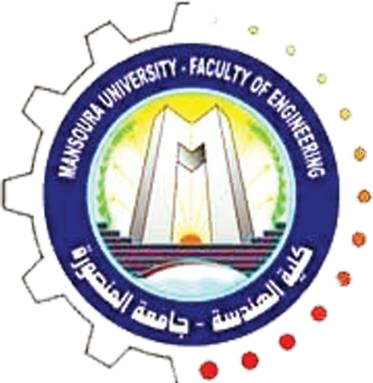 MANSOURA UNIVERSITY - FACULTY OF ENGINEERING
كلية الهندسة - جامعة المنصورة